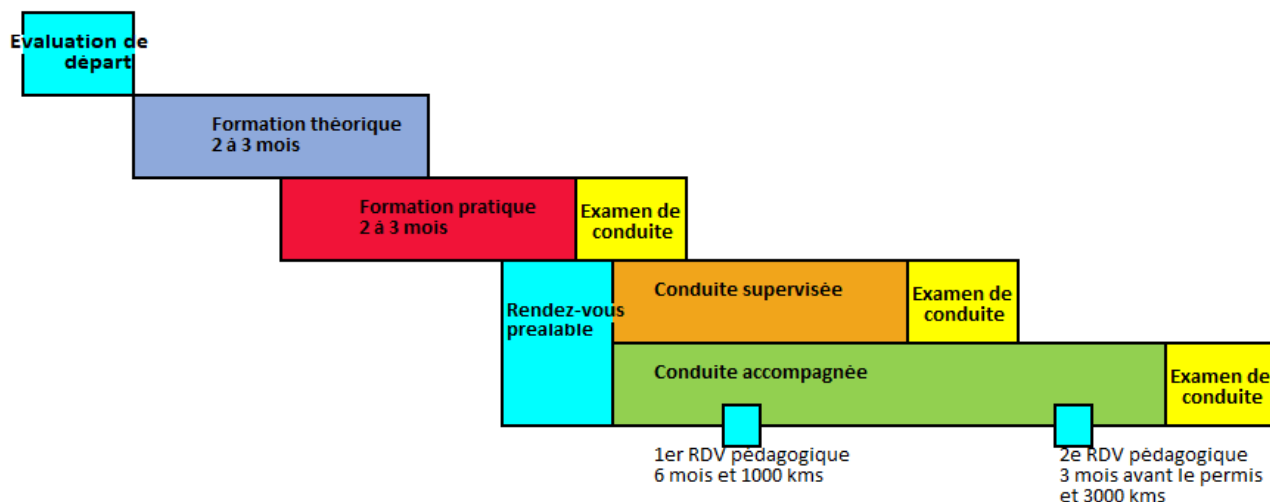 Evaluation de
départ
Formation théorique
2 à 3 mois
Formation pratique
2 à 3 mois
Examen de
conduite
Rendez-vous
préalable
Conduite supervisée
Examen de
conduite
Conduite accompagnée
Examen de
conduite
1er RDV pédagogique
6 mois et 1000 kms
2e RDV pédagogique
3 mois avant le permis
et 3000 kms